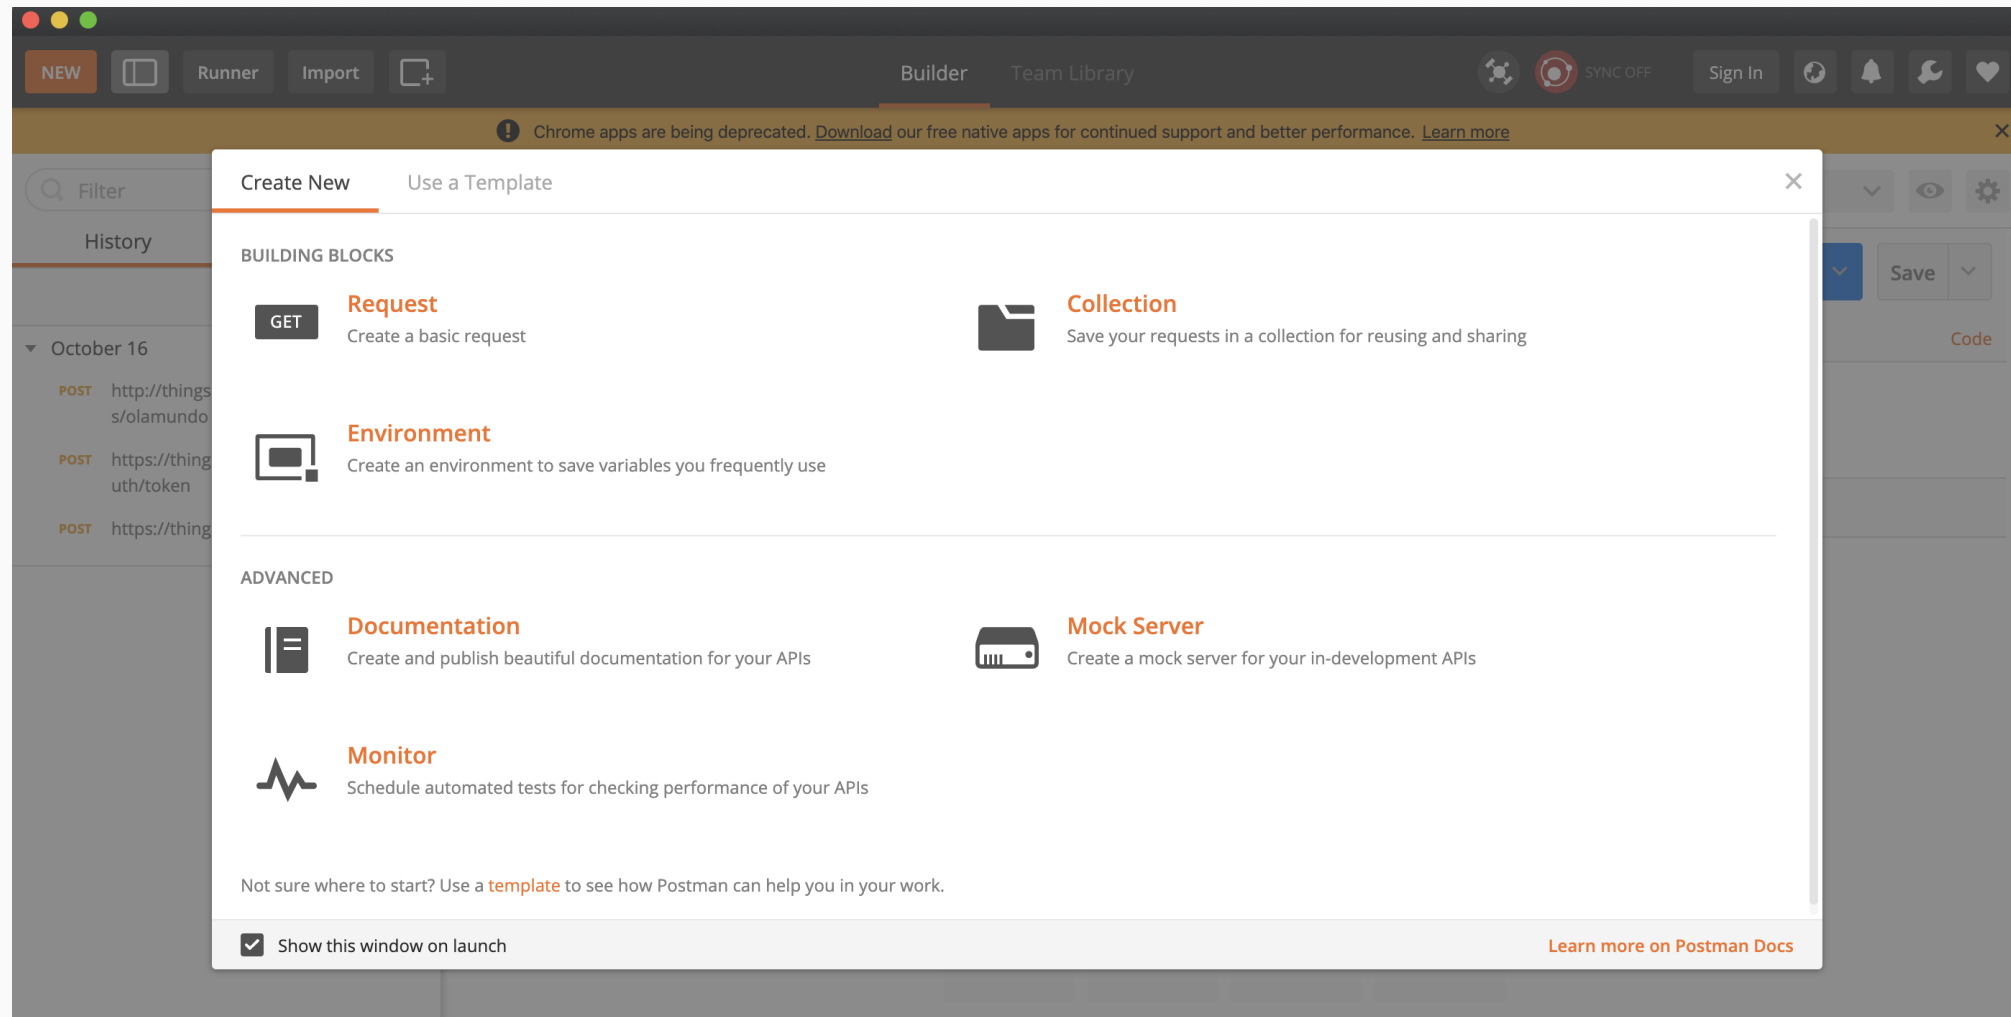 NEW
Runner
Import
Builder
Team Library
SYNC OFF
Sign In
Chrome apps are being deprecated. Download our free native apps for continued support and better performance. Learn more
Filter
History
October 16
POST http://things
s/olamundo
POST https://thing
uth/token
POST https://thing
Save
Code
Create New
Use a Template
BUILDING BLOCKS
GET
Request
Create a basic request
Collection
Save your requests in a collection for reusing and sharing
Environment
Create an environment to save variables you frequently use
ADVANCED
Documentation
Create and publish beautiful documentation for your APIs
Mock Server
Create a mock server for your in-development APIs
Monitor
Schedule automated tests for checking performance of your APIs
Not sure where to start? Use a template to see how Postman can help you in your work.
Show this window on launch
Learn more on Postman Docs